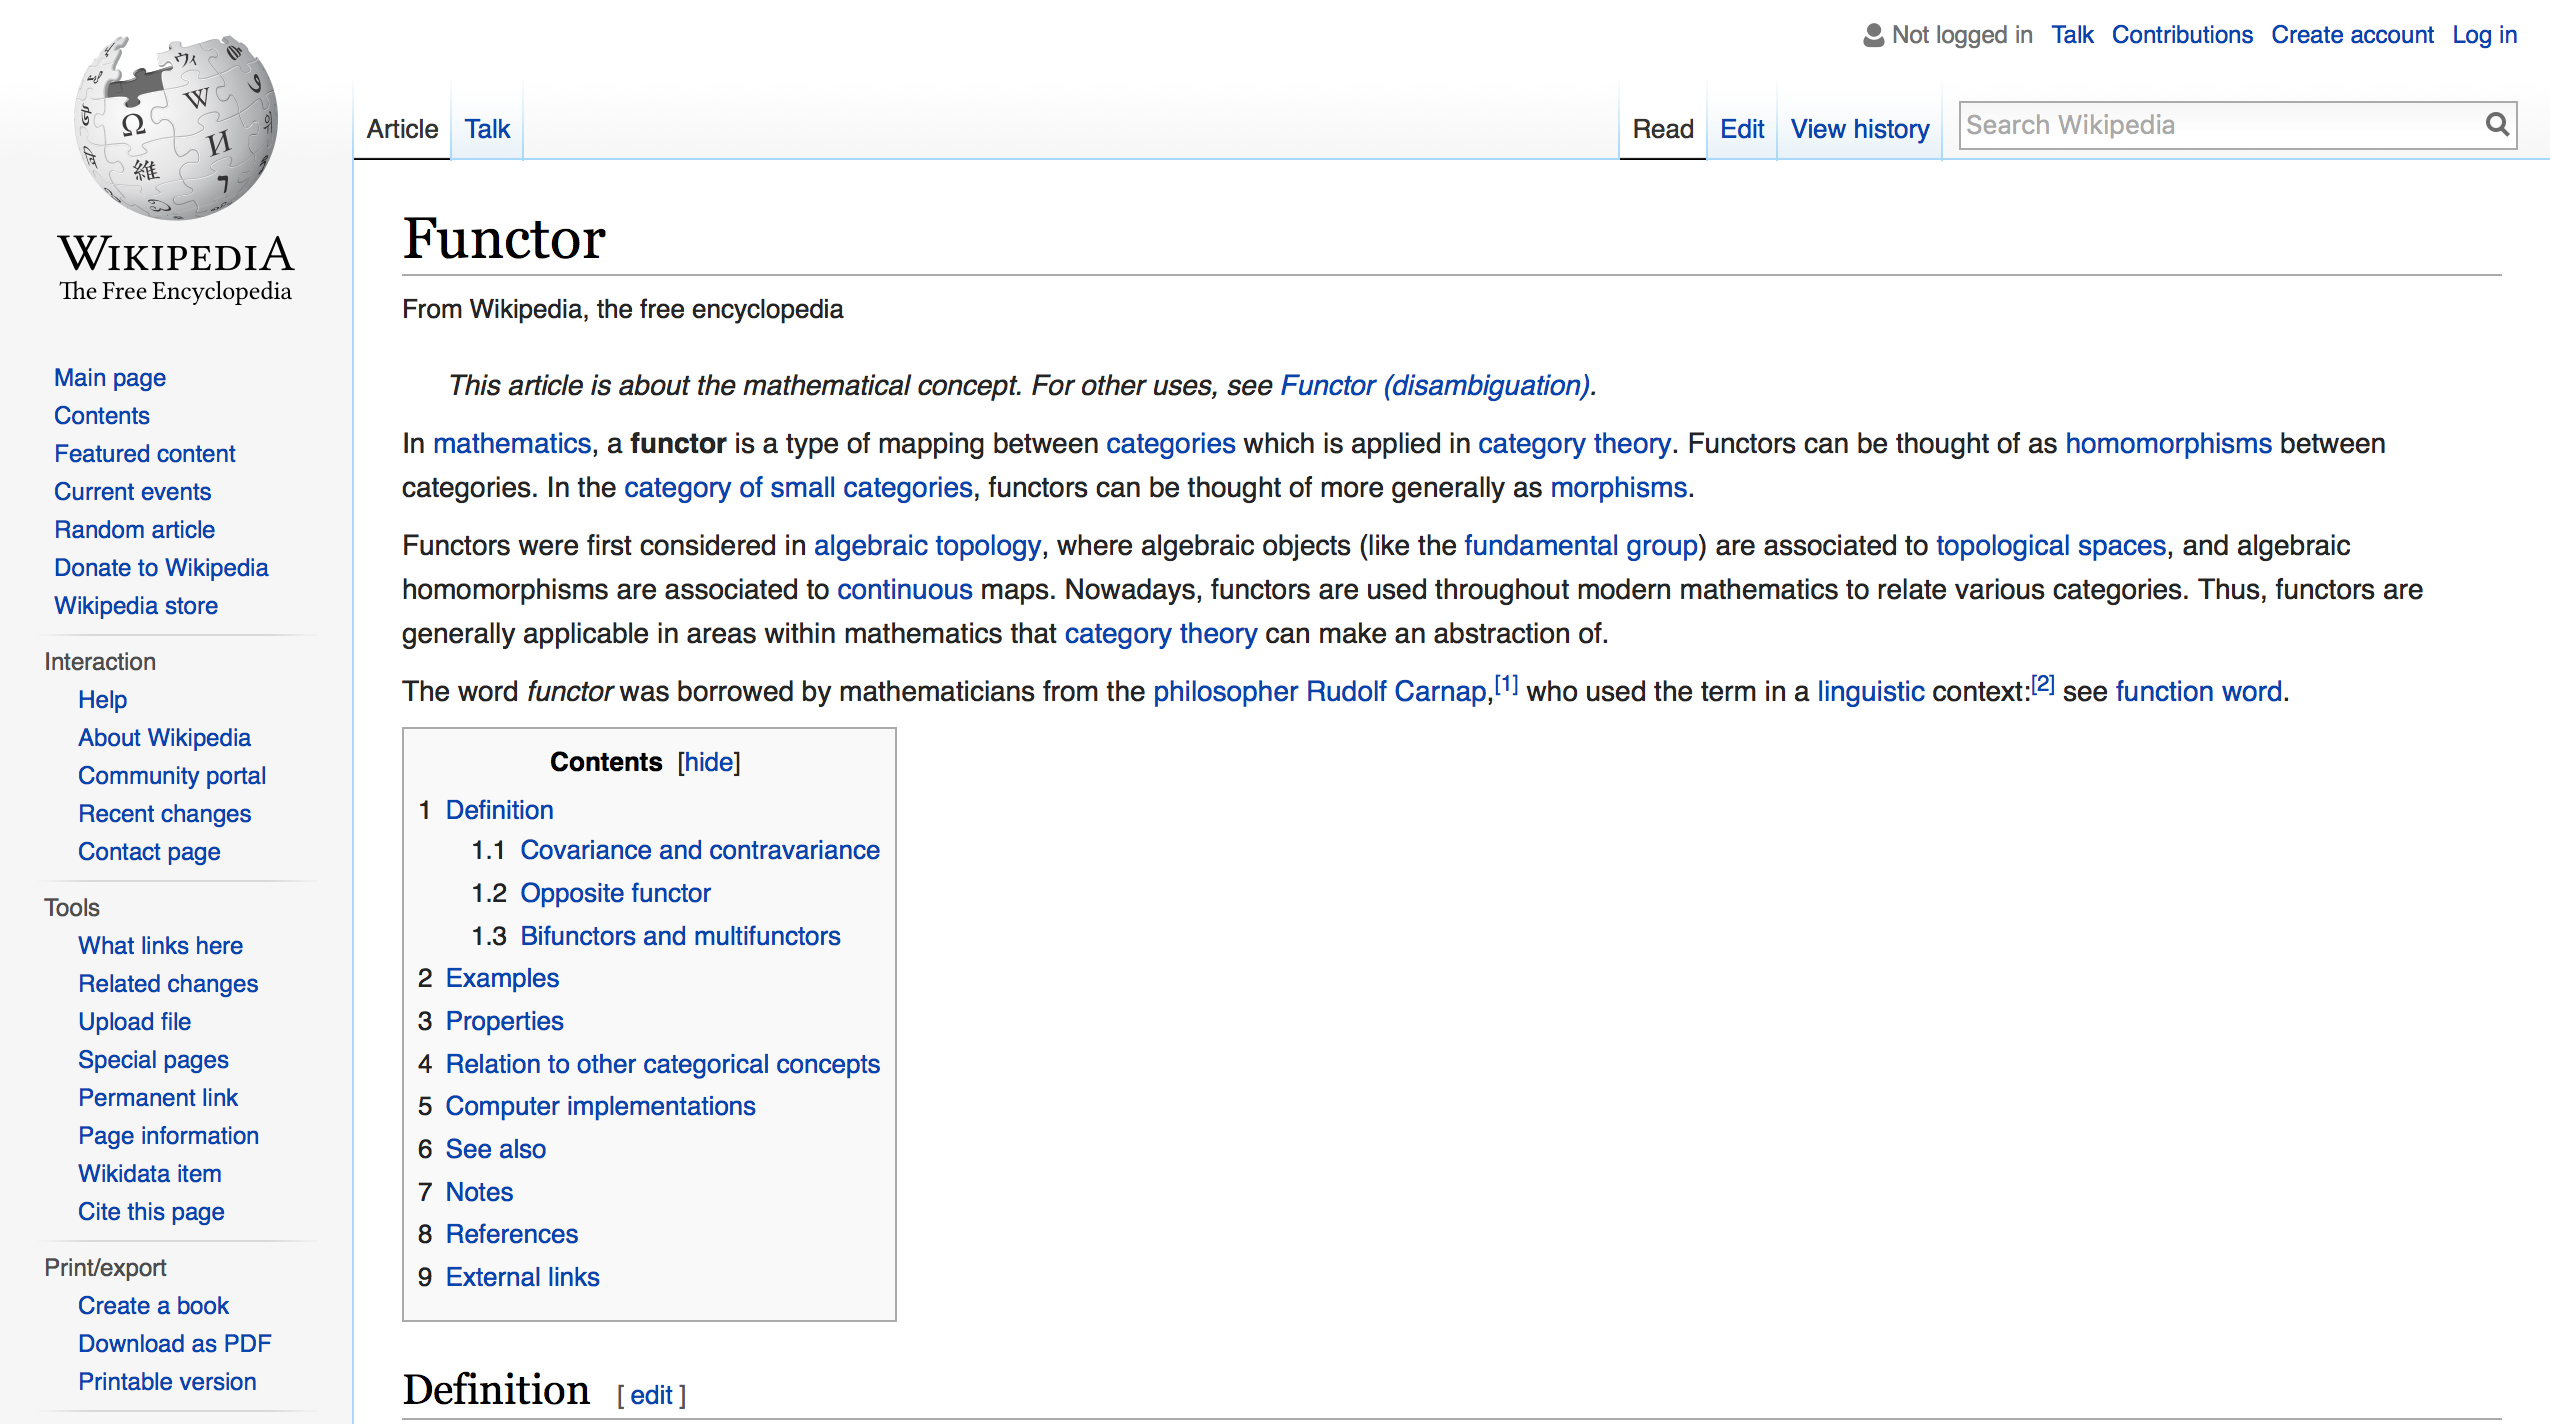 Not logged in Talk Contributions Create account Log in
Article Talk Read Edit View history Search Wikipedia
WIKIPEDIA
The Free Encyclopedia
Main page
Contents
Featured content
Current events
Random article
Donate to Wikipedia
Wikipedia store
Interaction
Help
About Wikipedia
Community portal
Recent changes
Contact page
Tools
What links here
Related changes
Upload file
Special pages
Permanent link
Page information
Wikidata item
Cite this page
Print/export
Create a book
Download as PDF
Printable version
Functor
From Wikipedia, the free encyclopedia
This article is about the mathematical concept. For other uses, see Functor (disambiguation).
In mathematics, a functor is a type of mapping between categories which is applied in category theory. Functors can be thought of as homomorphisms between
categories. In the category of small categories, functors can be thought of more generally as morphisms.
Functors were first considered in algebraic topology, where algebraic objects (like the fundamental group) are associated to topological spaces, and algebraic
homomorphisms are associated to continuous maps. Nowadays, functors are used throughout modern mathematics to relate various categories. Thus, functors are
generally applicable in areas within mathematics that category theory can make an abstraction of.
The word functor was borrowed by mathematicians from the philosopher Rudolf Carnap,[1] who used the term in a linguistic context:[2] see function word.
Contents [hide]
1 Definition
1.1 Covariance and contravariance
1.2 Opposite functor
1.3 Bifunctors and multifunctors
2 Examples
3 Properties
4 Relation to other categorical concepts
5 Computer implementations
6 See also
7 Notes
8 References
9 External links
Definition [ edit ]